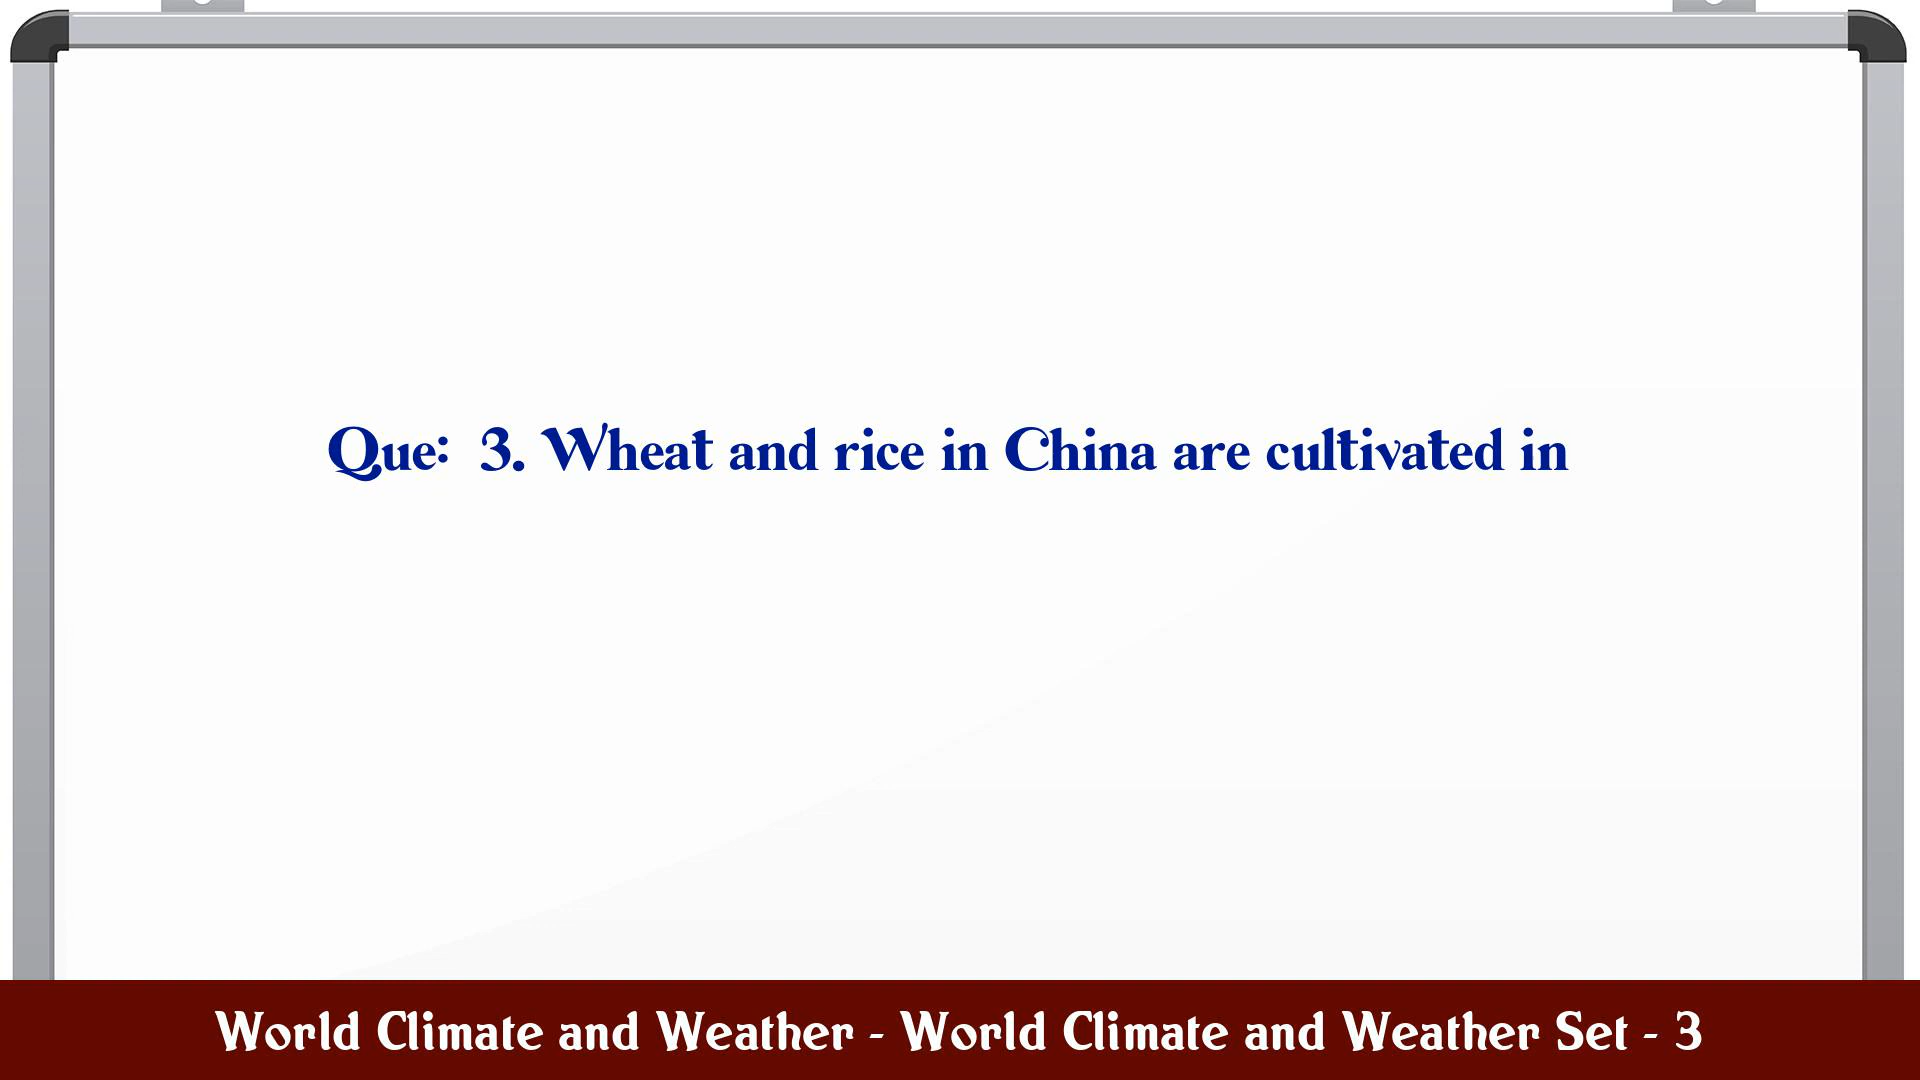 Que:  3. Wheat and rice in China are cultivated in
World Climate and Weather - World Climate and Weather Set - 3